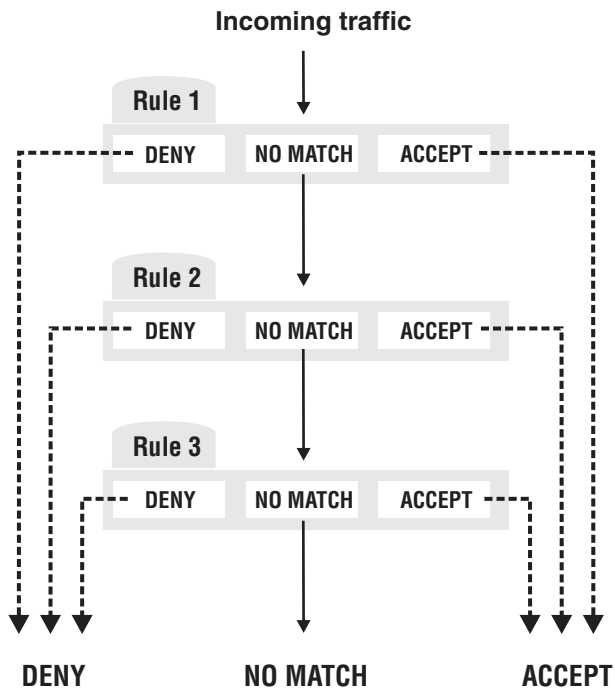 Incoming traffic
Rule 1
DENY NO MATCH ACCEPT
Rule 2
DENY NO MATCH ACCEPT
Rule 3
DENY NO MATCH ACCEPT
DENY NO MATCH ACCEPT